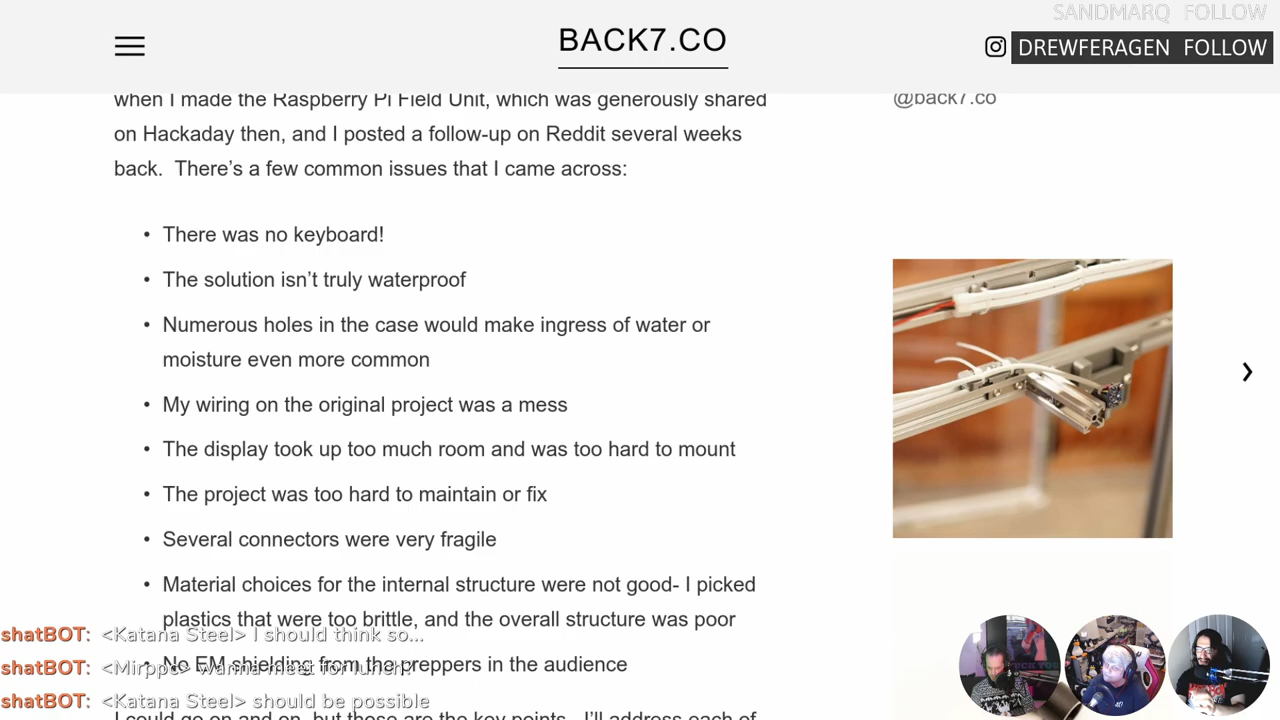 SANDMARQ FOLLOW
BACK7.CO
DREWFERAGEN FOLLOW
when I made the Raspberry Pi Field Unit, which was generously shared
@back7.co
on Hackaday then, and I posted a follow-up on Reddit several weeks
back. There’s a few common issues that I came across:
• There was no keyboard!
• The solution isn’t truly waterproof
• Numerous holes in the case would make ingress of water or
moisture even more common
• My wiring on the original project was a mess
• The display took up too much room and was too hard to mount
• The project was too hard to maintain or fix
• Several connectors were very fragile
• Material choices for the internal structure were not good- I picked
plastics that were too brittle, and the overall structure was poor
shatBOT: <Katana Steel> I should think so...
• No EM shielding from the preppers in the audience
shatBOT: <Mirppc> wanna meet for lunch?
shatBOT: <Katana Steel> should be possible
I could go on and on, but those are the key points. I’ll address each of